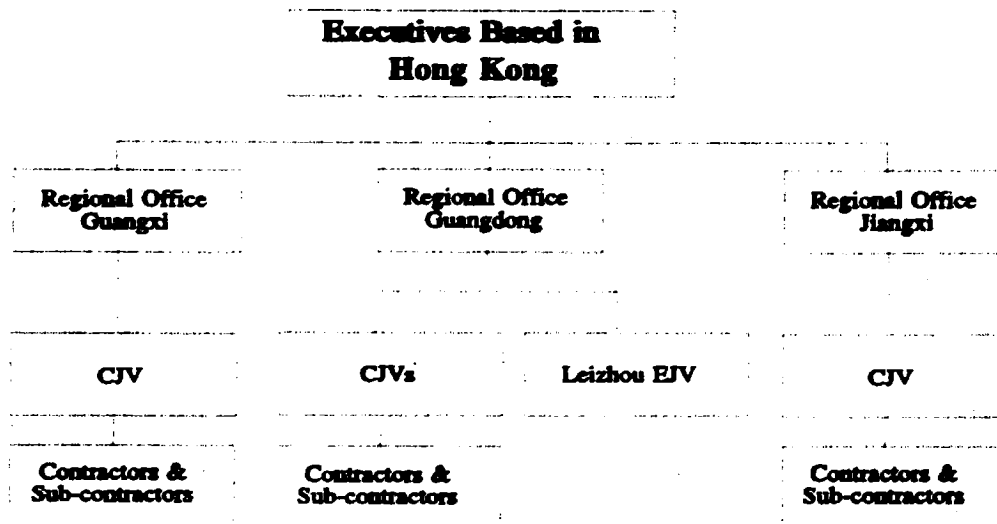 Executives Based in
Hong Kong
Regional Office
Guangxi
Regional Office
Guangdong
Regional Office
Jiangxi
CJV
CJVs
Leizhou EJV
CJV
Contractors &
Sub-contractors
Contractors &
Sub-contractors
Contractors &
Sub-contractors